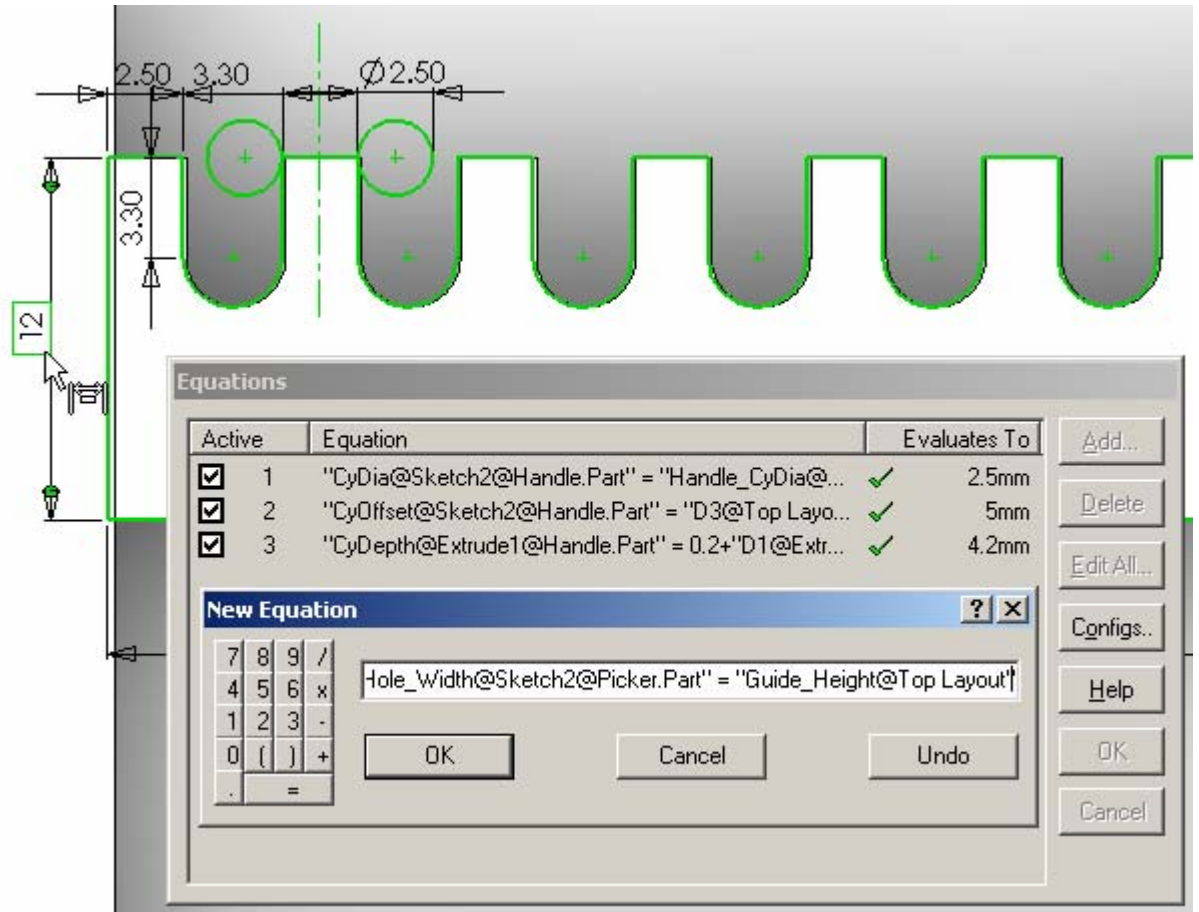 2.50 3.30 Ø2.50
3.30
12
Equations
Active Equation Evaluates To
1 "CyDia@Sketch2@Handle.Part" = "Handle_CyDia@... 2.5mm
2 "CyOffset@Sketch2@Handle.Part" = "D3@Top Layo... 5mm
3 "CyDepth@Extrude1@Handle.Part" = 0.2+"D1@Extr... 4.2mm
Add...
Delete
Edit All...
Configs..
Help
OK
Cancel
New Equation ? X
7 8 9 /
4 5 6 x
1 2 3 -
0 ( ) +
. =
Hole_Width@Sketch2@Picker.Part" = "Guide_Height@Top Layout"
OK Cancel Undo